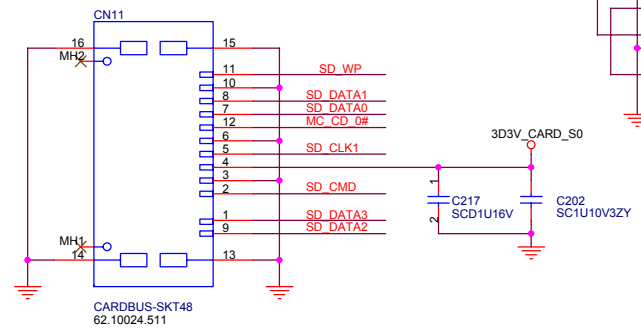 CN11
16
15
MH2
11
SD_WP
10
8
SD_DATA1
7
SD_DATA0
12
MC_CD_0#
6
3D3V_CARD_S0
5
SD_CLK1
4
3
2
SD_CMD
1
C217
SCD1U16V
2
C202
SC1U10V3ZY
1
SD_DATA3
9
SD_DATA2
MH1
14
13
CARDBUS-SKT48
62.10024.511